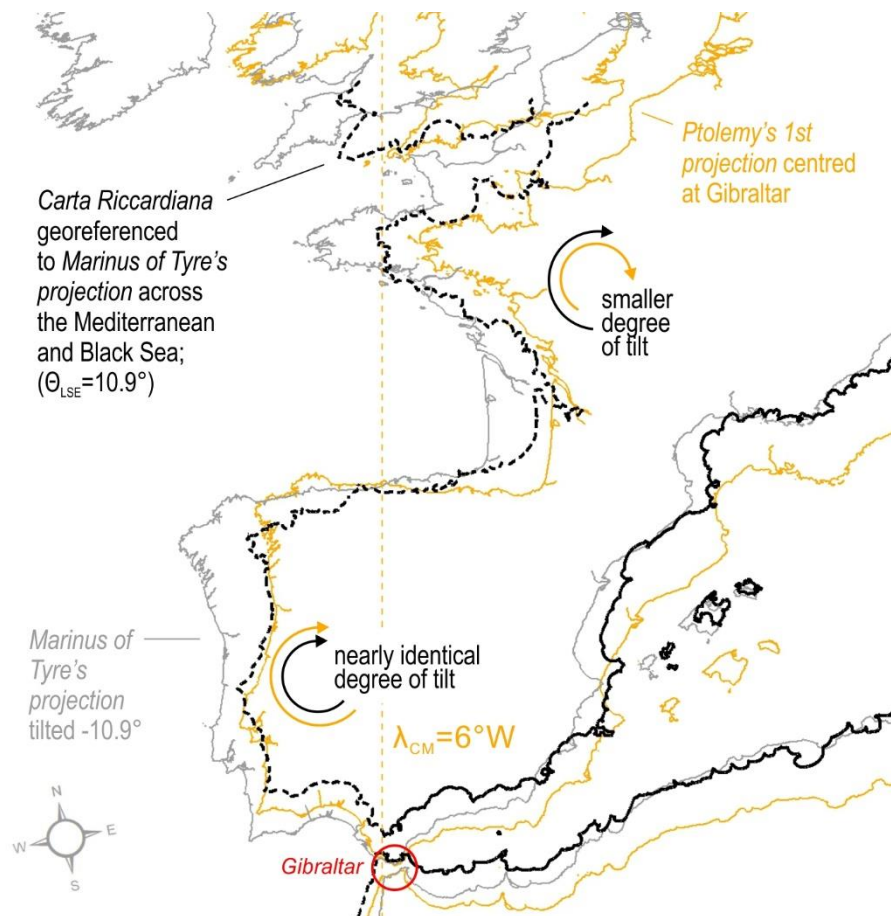 Ptolemy's 1st
projection centred
at Gibraltar
Carta Riccardiana
georeferenced
to Marinus of Tyre's
projection across
the Mediterranean
and Black Sea;
(ΘLSE=10.9°)
smaller
degree
of tilt
Marinus of
Tyre's
projection
tilted -10.9°
nearly identical
degree of tilt
λCM=6°W
N
W E
S
Gibraltar